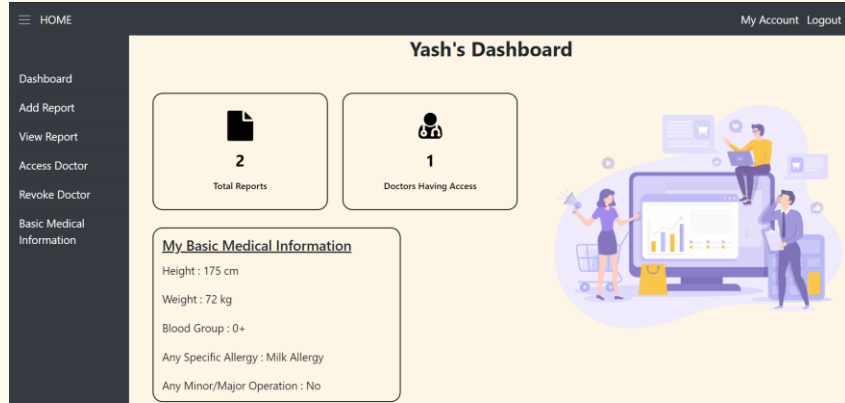 HOME
My Account Logout
Yash's Dashboard
Dashboard
Add Report
View Report
Access Doctor
Revoke Doctor
Basic Medical
Information
2
Total Reports
1
Doctors Having Access
My Basic Medical Information
Height : 175 cm
Weight : 72 kg
Blood Group : 0+
Any Specific Allergy : Milk Allergy
Any Minor/Major Operation : No